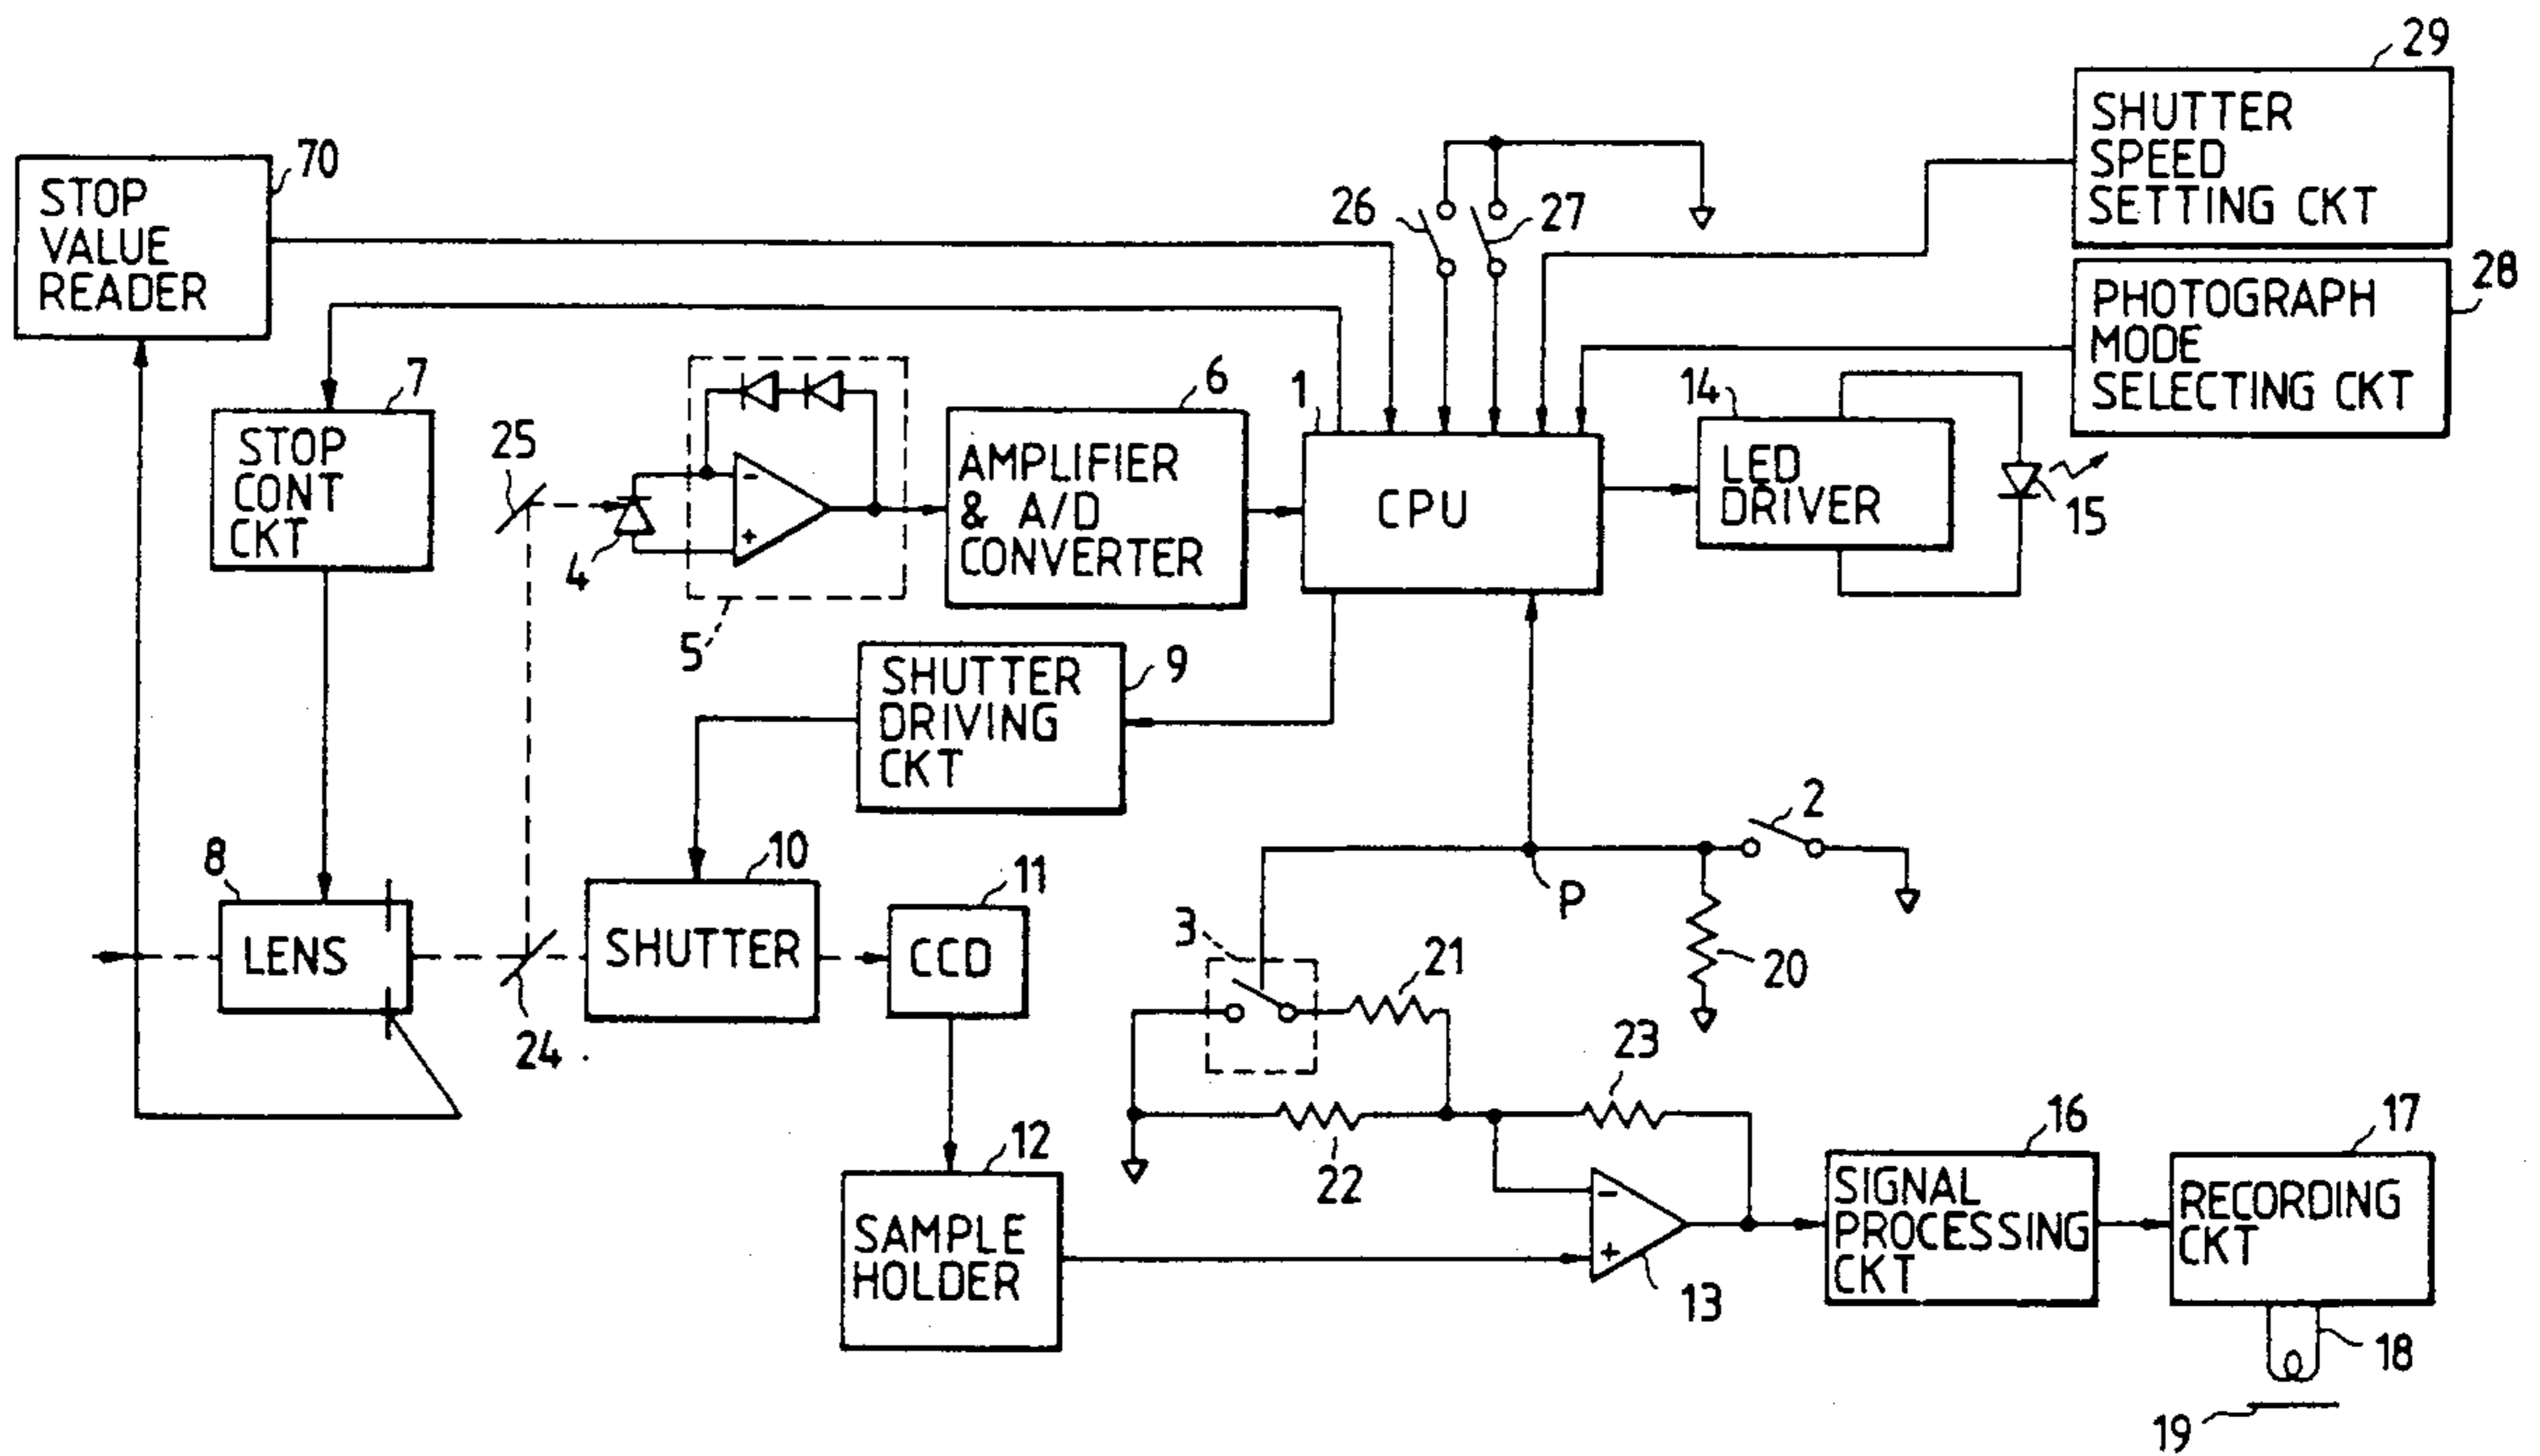 29
SHUTTER
SPEED
SETTING CKT
70
STOP
VALUE
READER
26
27
28
PHOTOGRAPH
MODE
SELECTING CKT
7
STOP
CONT
CKT
25
4
5
-
+
6
AMPLIFIER
& A/D
CONVERTER
1
CPU
14
LED
DRIVER
15
9
SHUTTER
DRIVING
CKT
2
P
20
8
LENS
24
10
SHUTTER
11
CCD
3
21
22
23
12
SAMPLE
HOLDER
-
+
13
16
SIGNAL
PROCESSING
CKT
17
RECORDING
CKT
18
19